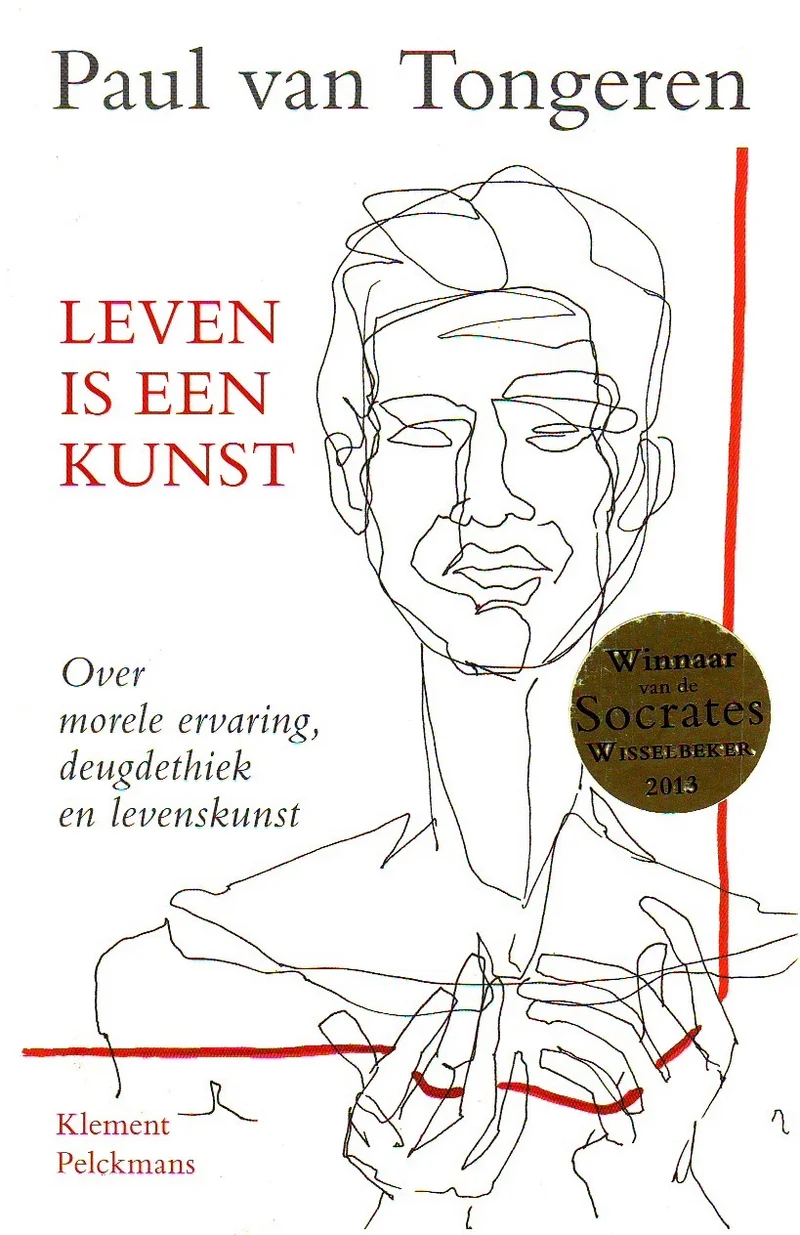 Paul van Tongeren
LEVEN
IS EEN
KUNST
Over
morele ervaring,
deugdethiek
en levenskunst
Winnaar
van de
Socrates
WISSELBEKER
2013
Klement
Pelckmans